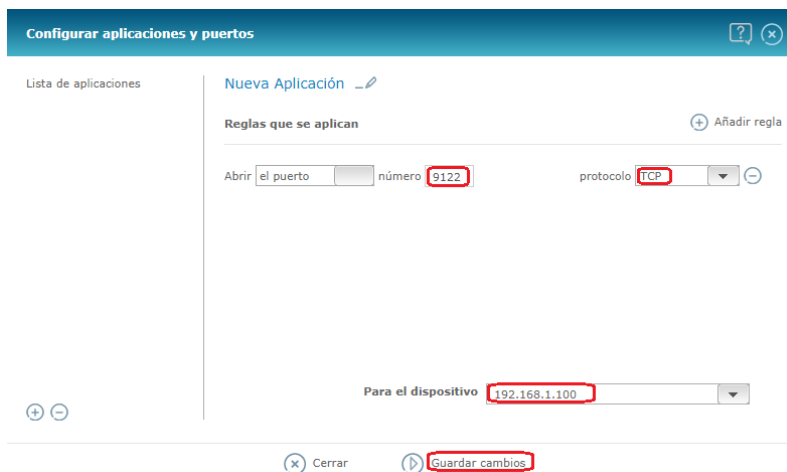 Configurar aplicaciones y puertos
Lista de aplicaciones
Nueva Aplicación
Reglas que se aplican
Añadir regla
Abrir el puerto número 9122 protocolo TCP
Para el dispositivo 192.168.1.100
Cerrar Guardar cambios